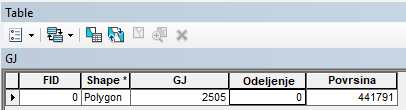 Table
GJ
FID Shape * GJ Odeljenje Povrsina
0 Polygon 2505 0 441791